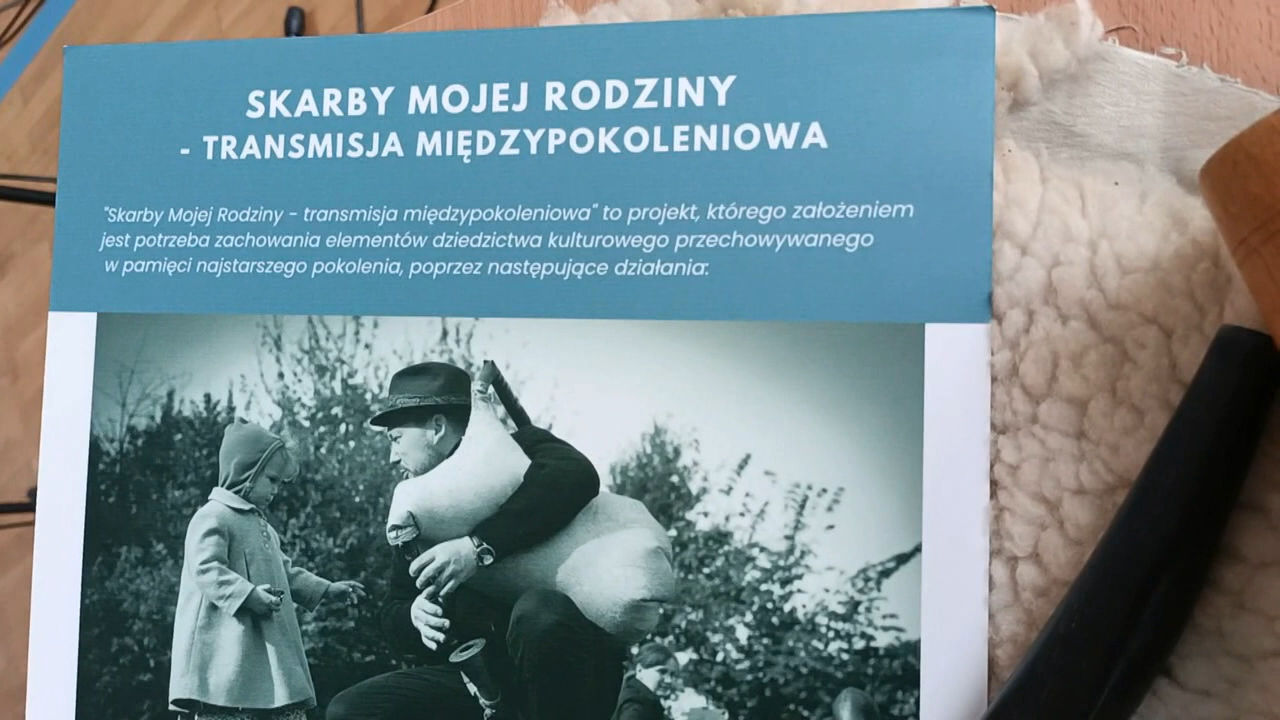 SKARBY MOJEJ RODZINY
- TRANSMISJA MIĘDZYPOKOLENIOWA
"Skarby Mojej Rodziny - transmisja międzypokoleniowa" to projekt, którego założeniem
jest potrzeba zachowania elementów dziedzictwa kulturowego przechowywanego
w pamięci najstarszego pokolenia, poprzez następujące działania: